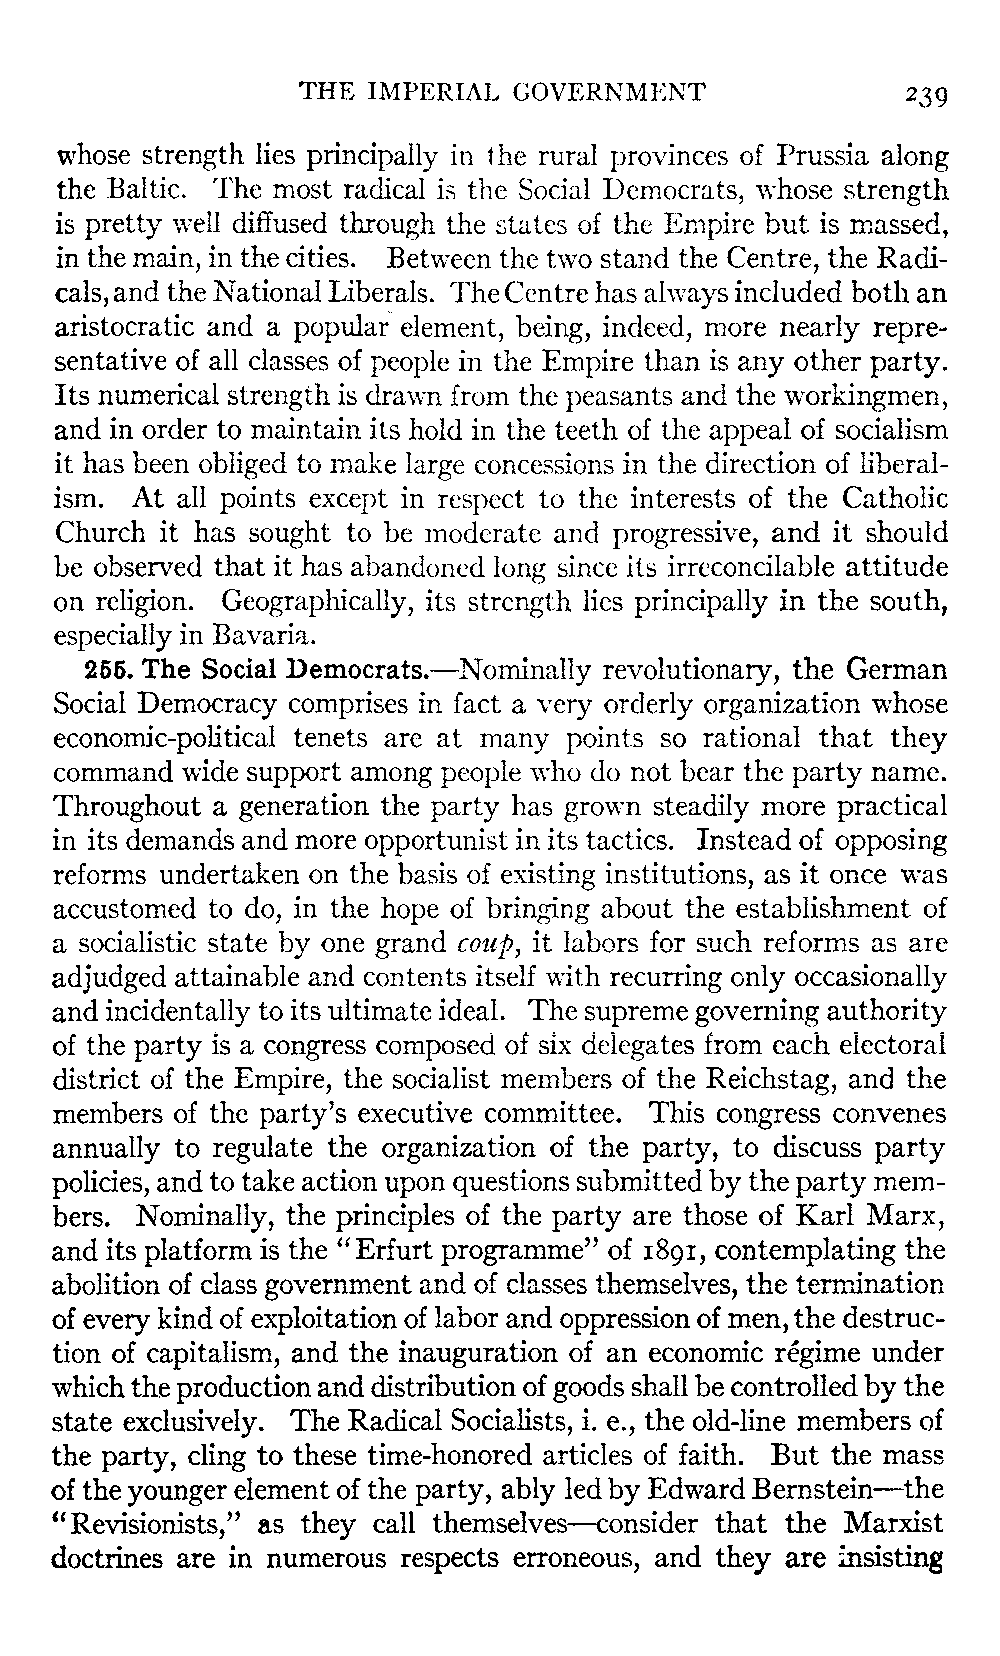 THE IMPERIAL GOVERNMENT 239
whose strength lies principally in the rural provinces of Prussia along
the Baltic. The most radical is the Social Democrats, whose strength
is pretty well diffused through the states of the Empire but is massed,
in the main, in the cities. Between the two stand the Centre, the Radi-
cals, and the National Liberals. The Centre has always included both an
aristocratic and a popular element, being, indeed, more nearly repre-
sentative of all classes of people in the Empire than is any other party.
Its numerical strength is drawn from the peasants and the workingmen,
and in order to maintain its hold in the teeth of the appeal of socialism
it has been obliged to make large concessions in the direction of liberal-
ism. At all points except in respect to the interests of the Catholic
Church it has sought to be moderate and progressive, and it should
be observed that it has abandoned long since its irreconcilable attitude
on religion. Geographically, its strength lies principally in the south,
especially in Bavaria.
255. The Social Democrats.—Nominally revolutionary, the German
Social Democracy comprises in fact a very orderly organization whose
economic-political tenets are at many points so rational that they
command wide support among people who do not bear the party name.
Throughout a generation the party has grown steadily more practical
in its demands and more opportunist in its tactics. Instead of opposing
reforms undertaken on the basis of existing institutions, as it once was
accustomed to do, in the hope of bringing about the establishment of
a socialistic state by one grand coup, it labors for such reforms as are
adjudged attainable and contents itself with recurring only occasionally
and incidentally to its ultimate ideal. The supreme governing authority
of the party is a congress composed of six delegates from each electoral
district of the Empire, the socialist members of the Reichstag, and the
members of the party's executive committee. This congress convenes
annually to regulate the organization of the party, to discuss party
policies, and to take action upon questions submitted by the party mem-
bers. Nominally, the principles of the party are those of Karl Marx,
and its platform is the "Erfurt programme" of 1891, contemplating the
abolition of class government and of classes themselves, the termination
of every kind of exploitation of labor and oppression of men, the destruc-
tion of capitalism, and the inauguration of an economic régime under
which the production and distribution of goods shall be controlled by the
state exclusively. The Radical Socialists, i. e., the old-line members of
the party, cling to these time-honored articles of faith. But the mass
of the younger element of the party, ably led by Edward Bernstein—the
"Revisionists," as they call themselves—consider that the Marxist
doctrines are in numerous respects erroneous, and they are insisting